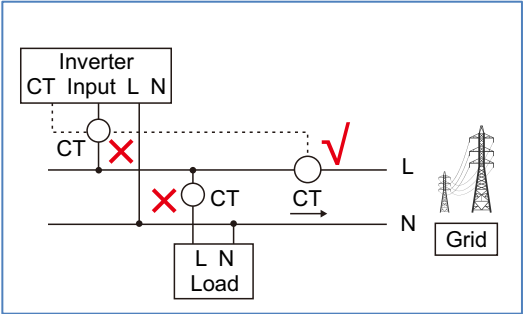 Inverter
CT Input L N
CT
L
CT
CT
N
L N
Load
Grid